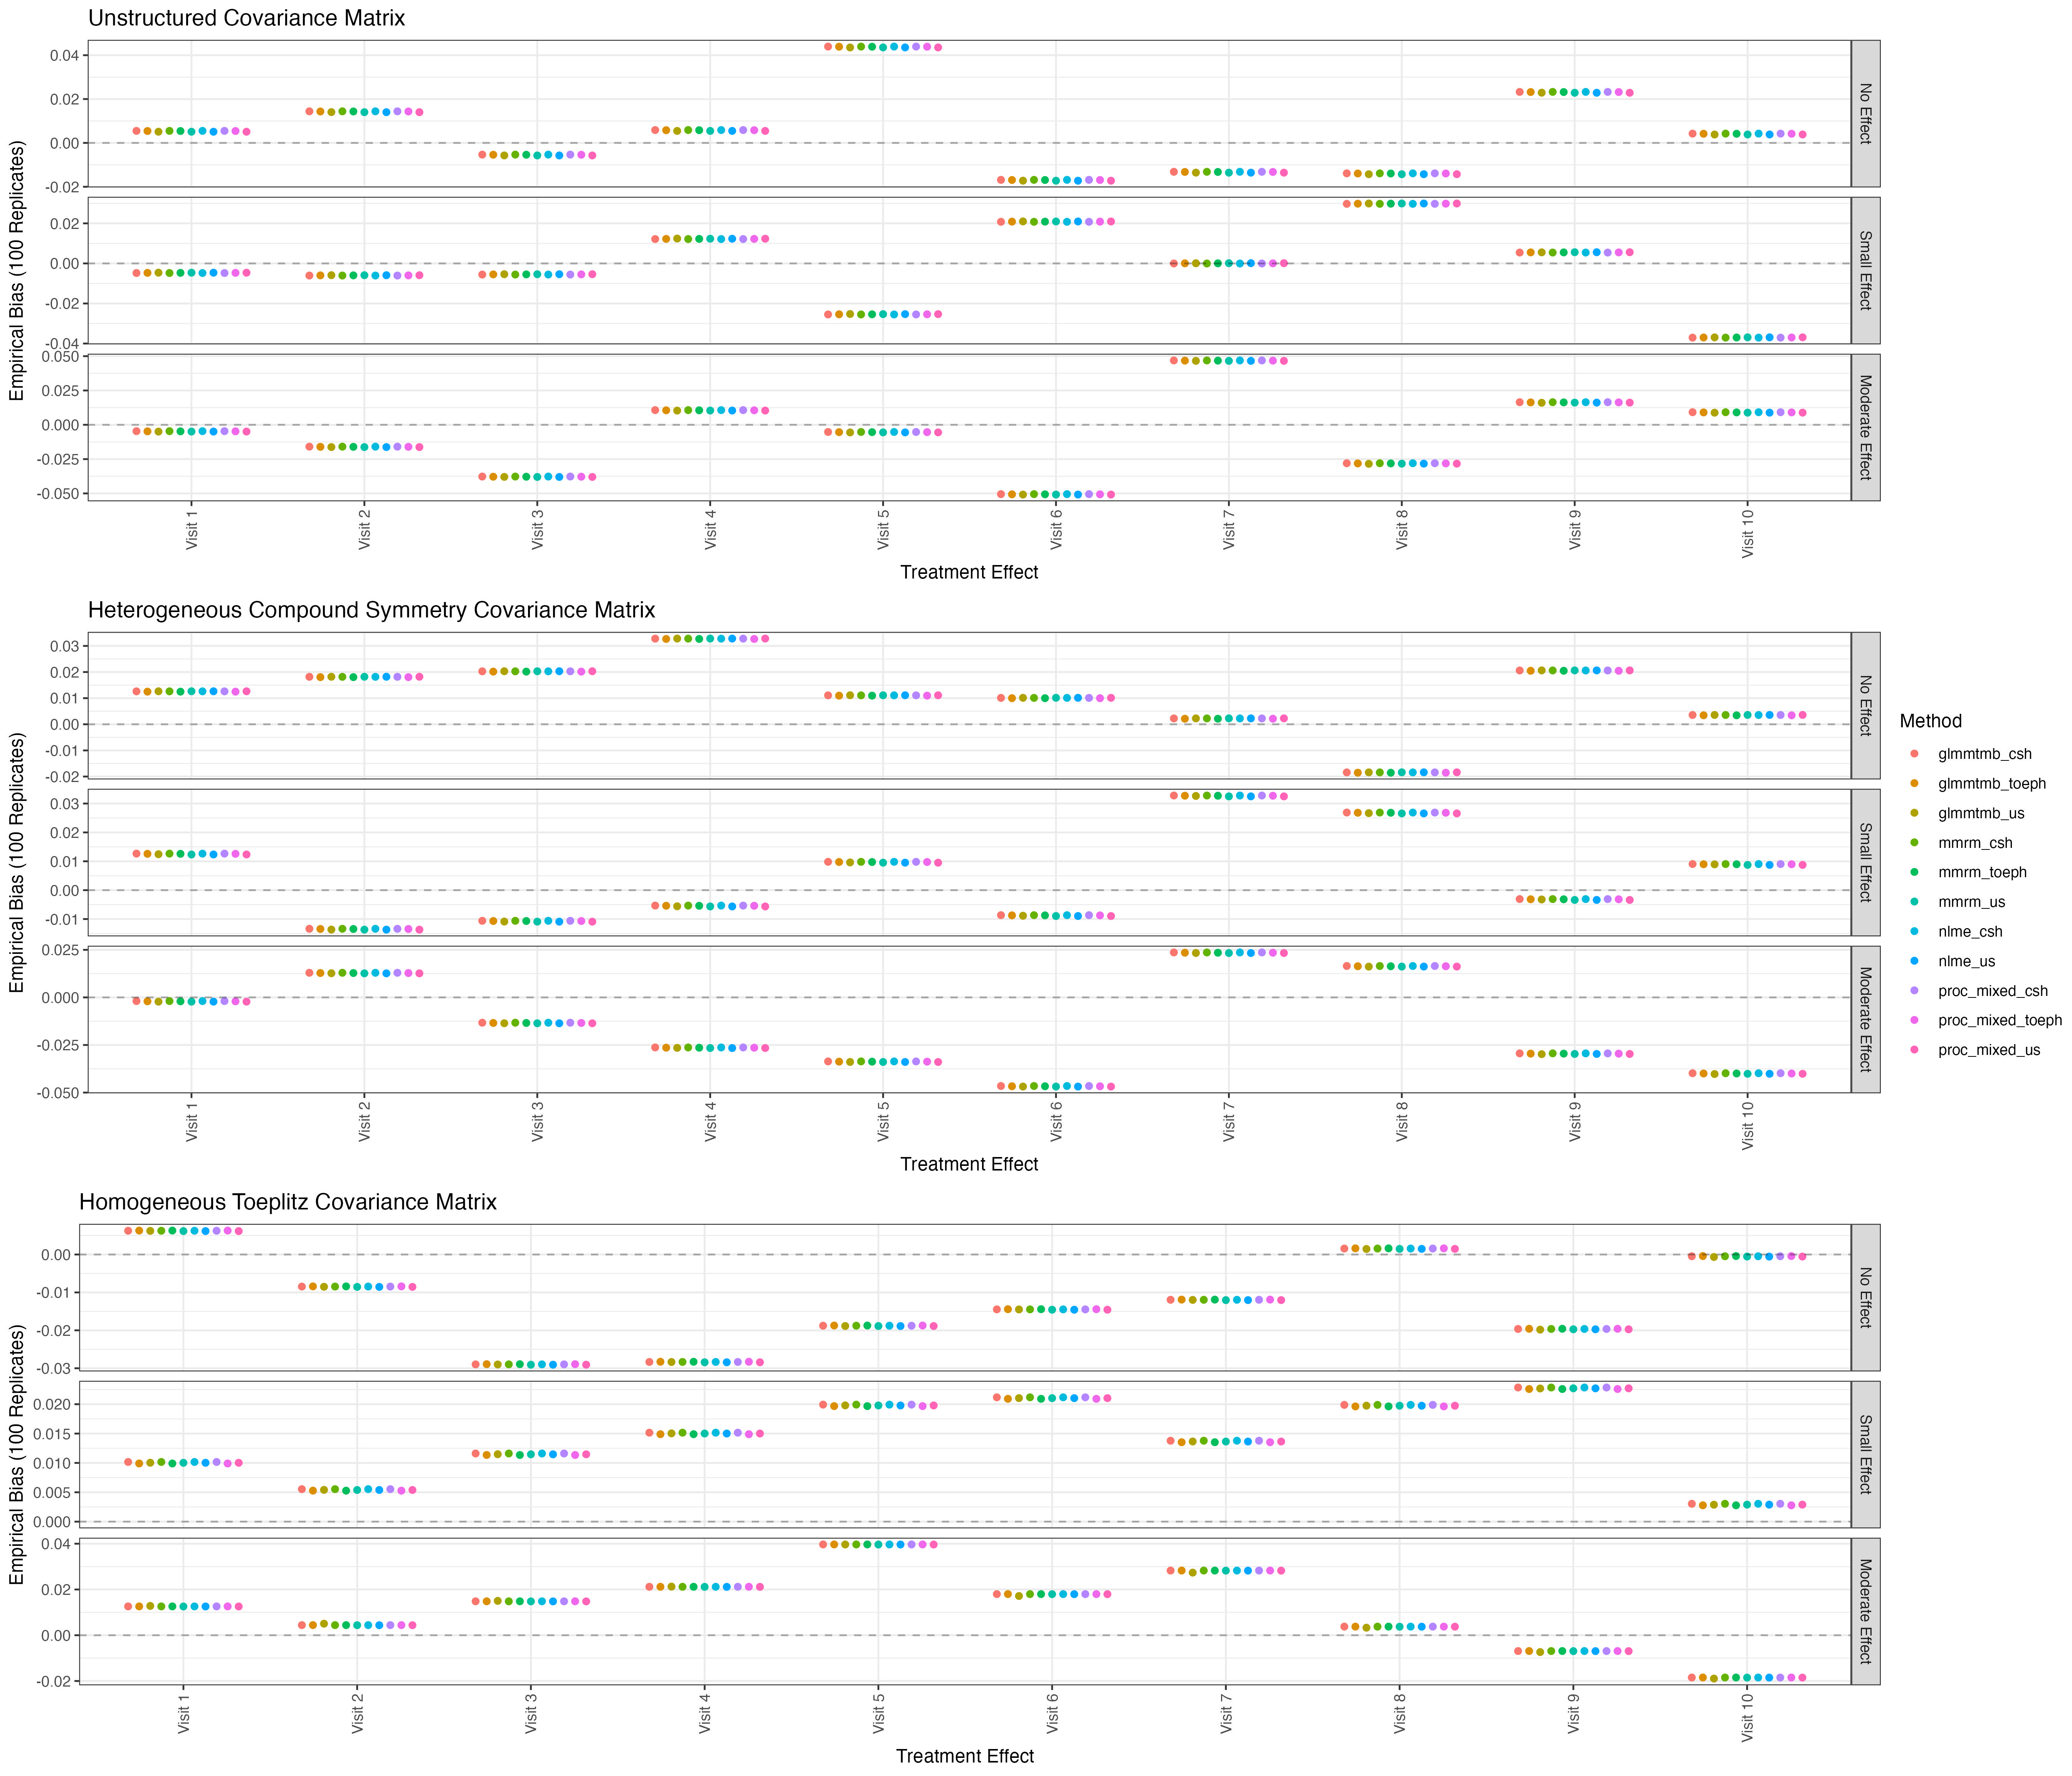 Unstructured Covariance Matrix
Empirical Bias (100 Replicates)
0.04
0.02
0.00
-0.02
No Effect
0.02
0.00
-0.02
-0.04
Small Effect
0.050
0.025
0.000
-0.025
-0.050
Moderate Effect
Visit 1
Visit 2
Visit 3
Visit 4
Visit 5
Visit 6
Visit 7
Visit 8
Visit 9
Visit 10
Treatment Effect
Heterogeneous Compound Symmetry Covariance Matrix
Empirical Bias (100 Replicates)
0.03
0.02
0.01
0.00
-0.01
-0.02
No Effect
0.03
0.02
0.01
0.00
-0.01
Small Effect
0.025
0.000
-0.025
-0.050
Moderate Effect
Visit 1
Visit 2
Visit 3
Visit 4
Visit 5
Visit 6
Visit 7
Visit 8
Visit 9
Visit 10
Treatment Effect
Homogeneous Toeplitz Covariance Matrix
Empirical Bias (100 Replicates)
0.00
-0.01
-0.02
-0.03
No Effect
0.020
0.015
0.010
0.005
0.000
Small Effect
0.04
0.02
0.00
-0.02
Moderate Effect
Visit 1
Visit 2
Visit 3
Visit 4
Visit 5
Visit 6
Visit 7
Visit 8
Visit 9
Visit 10
Treatment Effect
Method
glmmtmb_csh
glmmtmb_toeph
glmmtmb_us
mmrm_csh
mmrm_toeph
mmrm_us
nlme_csh
nlme_us
proc_mixed_csh
proc_mixed_toeph
proc_mixed_us